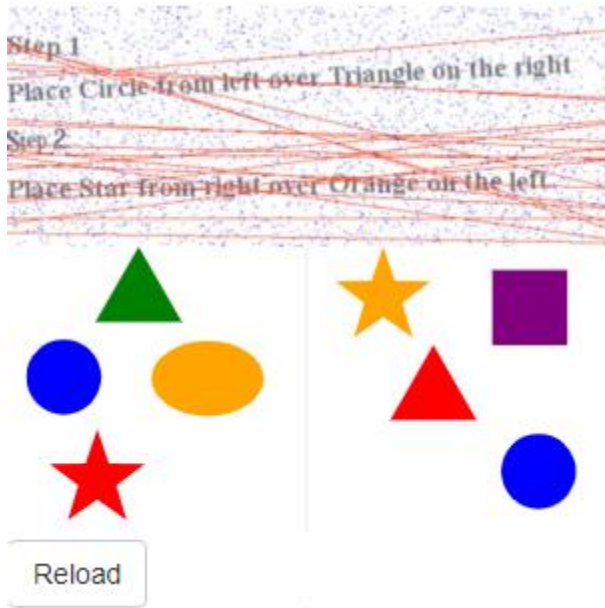 Step 1
Place Circle from left over Triangle on the right
Step 2
Place Star from right over Orange on the left.
Reload